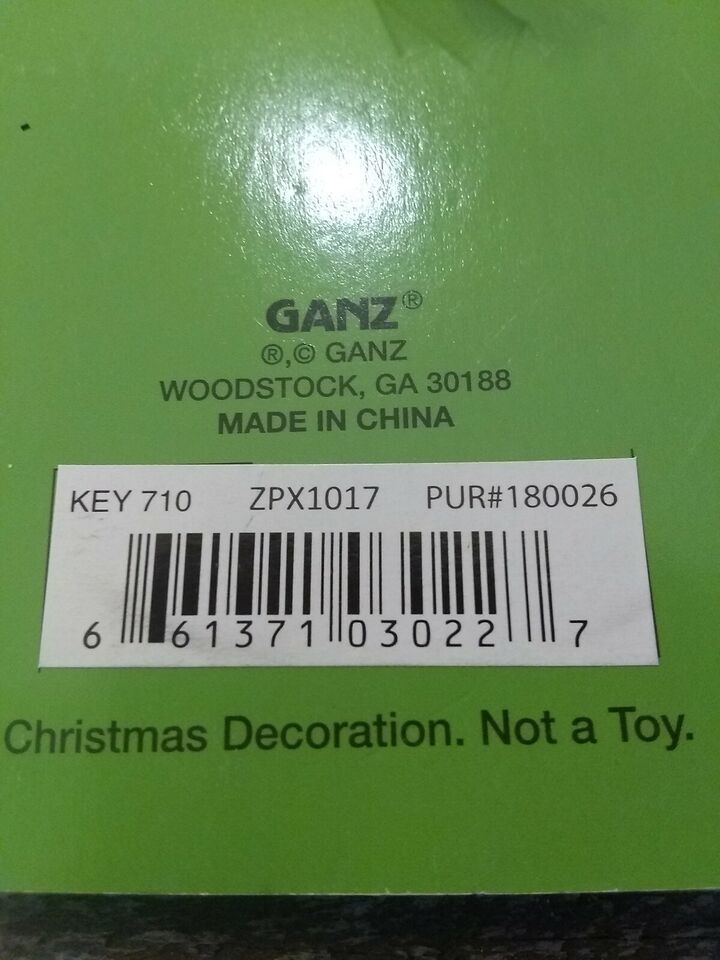 GANZ®
®,© GANZ
WOODSTOCK, GA 30188
MADE IN CHINA
KEY 710 ZPX1017 PUR#180026
6 61371 03022 7
Christmas Decoration. Not a Toy.